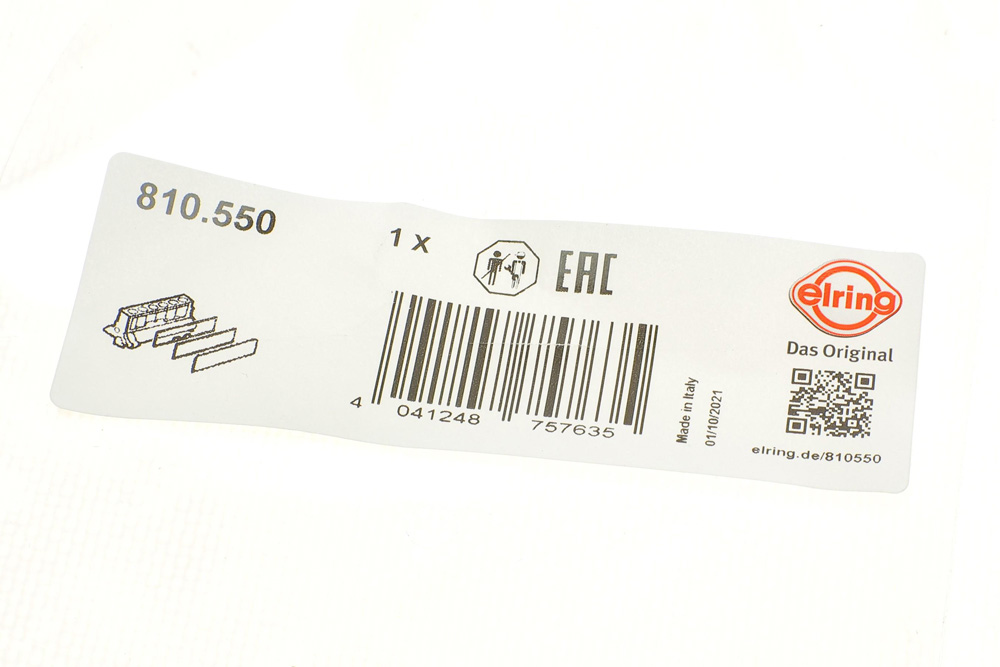 810.550
1 x
EAC
elring
Das Original
4 041248 757635
Made in Italy
01/10/2021
elring.de/810550